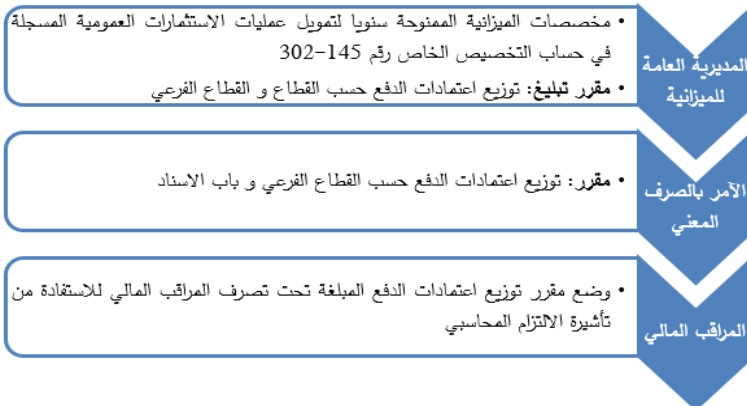 المديرية العامة
للميزانية
• مخصصات الميزانية الممنوحة سنويا لتمويل عمليات الاستثمارات العمومية المسجلة
في حساب التخصيص الخاص رقم 145-302
• مقرر تبليغ: توزيع اعتمادات الدفع حسب القطاع و القطاع الفرعي
الآمر بالصرف
المعني
• مقرر: توزيع اعتمادات الدفع حسب القطاع الفرعي و باب الاسناد
المراقب المالي
• وضع مقرر توزيع اعتمادات الدفع المبلغة تحت تصرف المراقب المالي للاستفادة من
تأشيرة الالتزام المحاسبي